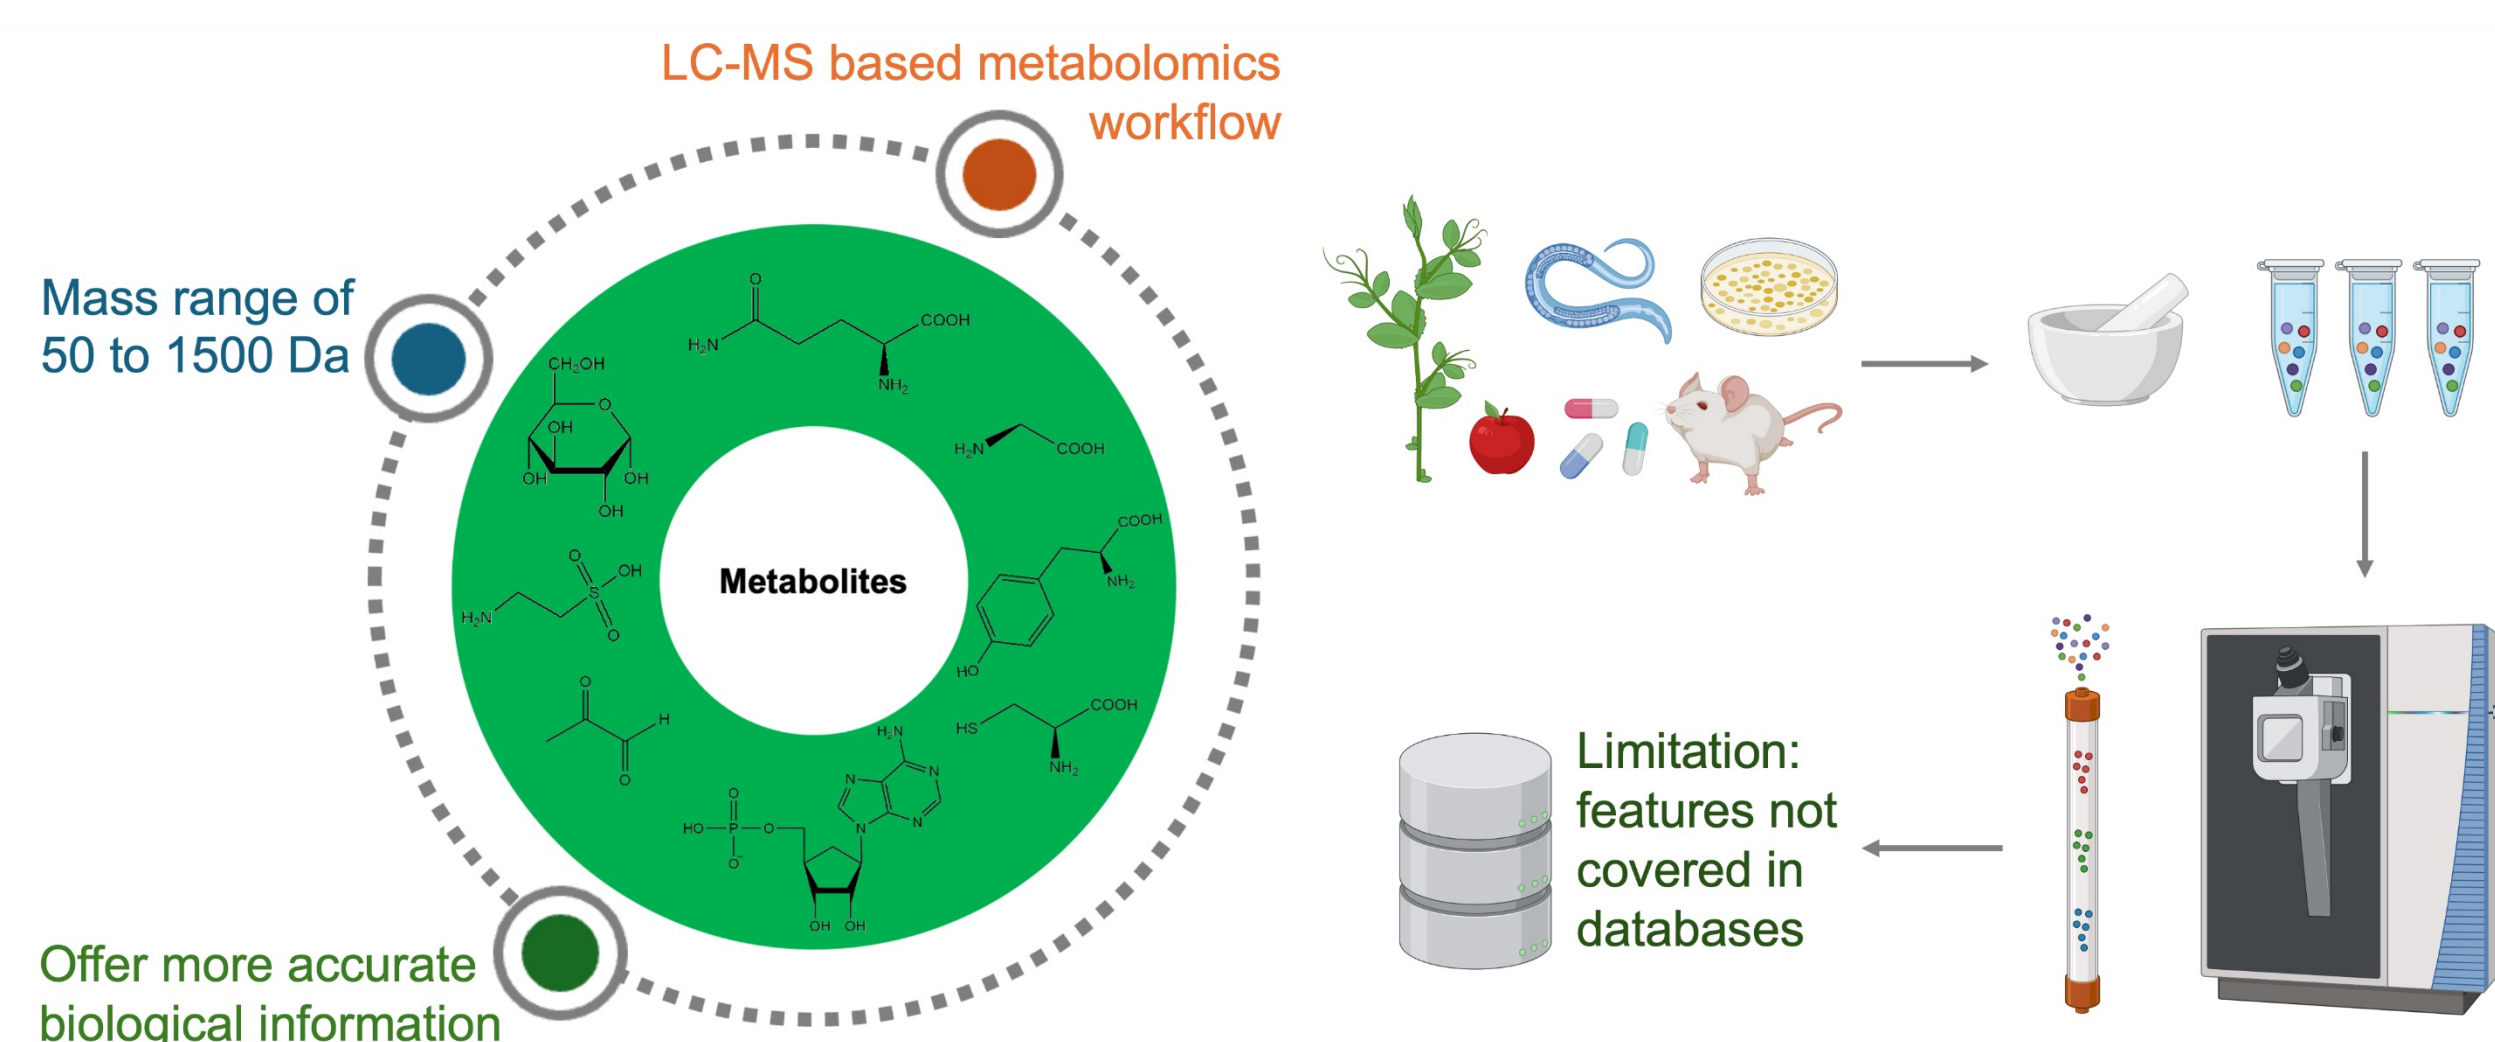 LC-MS based metabolomics
workflow
Mass range of
50 to 1500 Da
O
H₂N
COOH
NH₂
CH₂OH
O
OH
OH
OH
OH
H₂N
COOH
COOH
NH₂
HO
O
OH
S
H₂N
O
Metabolites
O
H
O
HS
COOH
NH₂
H₂N
N
N
N
N
O
HO
P
O
O⁻
OH
OH
Offer more accurate
biological information
Limitation:
features not
covered in
databases